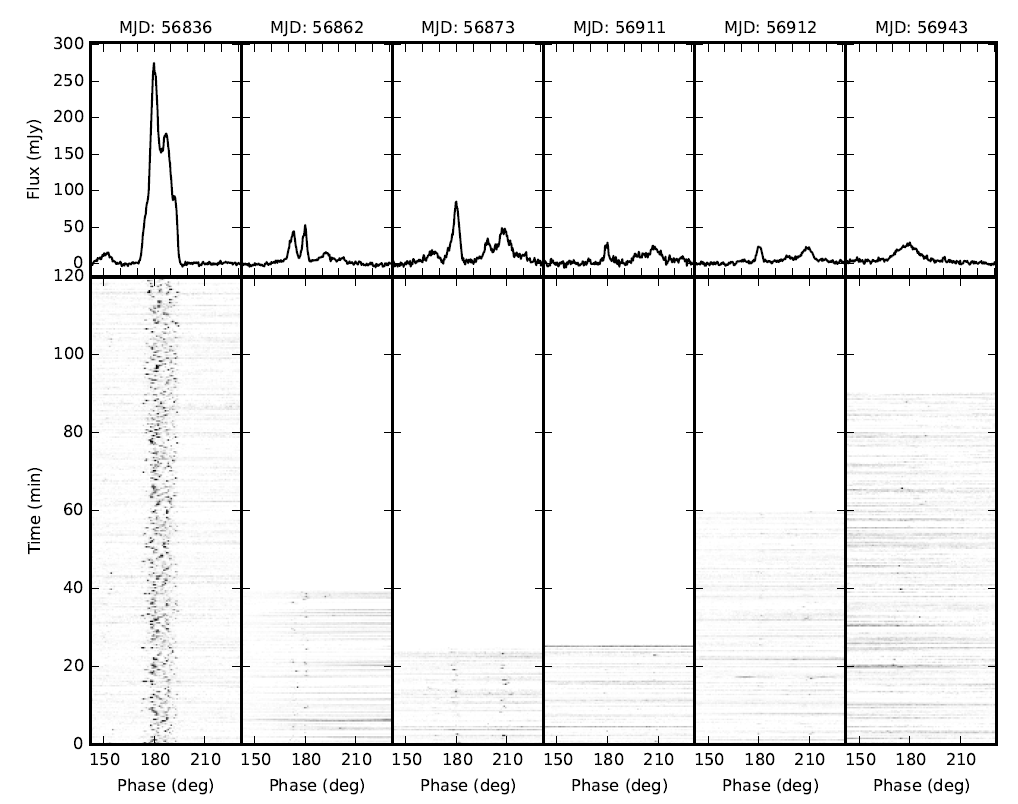 MJD: 56836 MJD: 56862 MJD: 56873 MJD: 56911 MJD: 56912 MJD: 56943
300
250
200
150
100
50
0
Flux (mJy)
120
100
80
60
40
20
0
Time (min)
150 180 210 150 180 210 150 180 210 150 180 210 150 180 210 150 180 210
Phase (deg) Phase (deg) Phase (deg) Phase (deg) Phase (deg) Phase (deg)